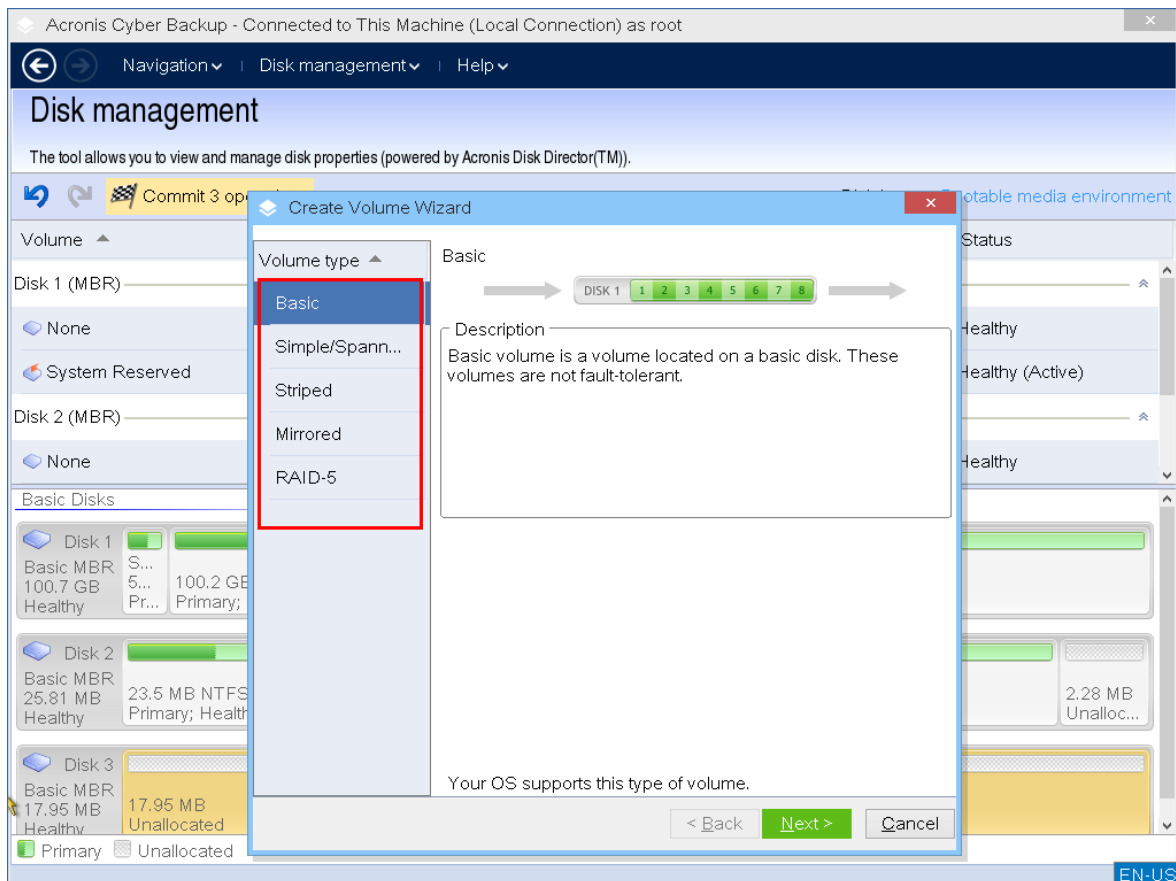 Acronis Cyber Backup - Connected to This Machine (Local Connection) as root
Navigation Disk management Help
Disk management
The tool allows you to view and manage disk properties (powered by Acronis Disk Director(TM)).
Commit 3 op
otable media environment
Create Volume Wizard
Volume
Status
Disk 1 (MBR)
None
Healthy
System Reserved
Healthy (Active)
Disk 2 (MBR)
None
Healthy
Volume type
Basic
Simple/Spann...
Striped
Mirrored
RAID-5
Basic
DISK 1 1 2 3 4 5 6 7 8
Description
Basic volume is a volume located on a basic disk. These
volumes are not fault-tolerant.
Your OS supports this type of volume.
< Back Next > Cancel
Basic Disks
Disk 1
Basic MBR
100.7 GB
Healthy
S...
5...
Pr...
100.2 GB
Primary;
Disk 2
Basic MBR
25.81 MB
Healthy
23.5 MB NTFS
Primary; Health
2.28 MB
Unalloc...
Disk 3
Basic MBR
17.95 MB
Healthy
17.95 MB
Unallocated
Primary Unallocated
EN-US